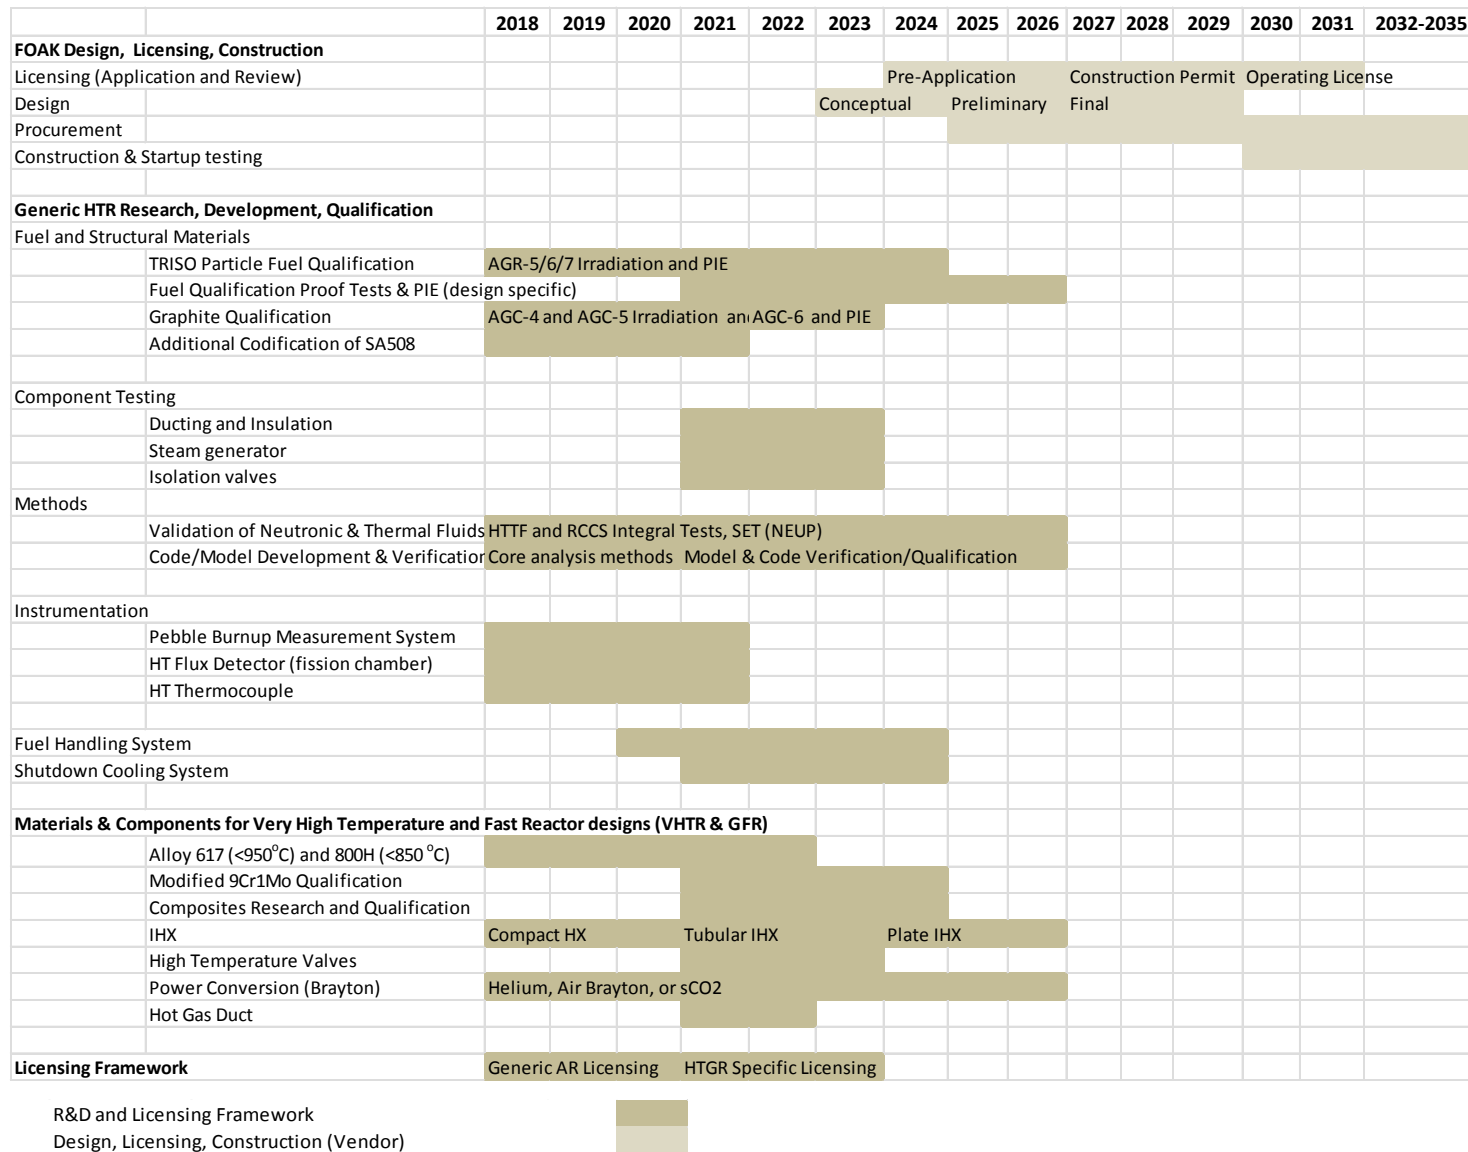 2018 2019 2020 2021 2022 2023 2024 2025 2026 2027 2028 2029 2030 2031 2032-2035
FOAK Design, Licensing, Construction
Licensing (Application and Review) Pre-Application Construction Permit Operating License
Design Conceptual Preliminary Final
Procurement
Construction & Startup testing
Generic HTR Research, Development, Qualification
Fuel and Structural Materials
TRISO Particle Fuel Qualification AGR-5/6/7 Irradiation and PIE
Fuel Qualification Proof Tests & PIE (design specific)
Graphite Qualification AGC-4 and AGC-5 Irradiation an AGC-6 and PIE
Additional Codification of SA508
Component Testing
Ducting and Insulation
Steam generator
Isolation valves
Methods
Validation of Neutronic & Thermal Fluids HTTF and RCCS Integral Tests, SET (NEUP)
Code/Model Development & Verification Core analysis methods Model & Code Verification/Qualification
Instrumentation
Pebble Burnup Measurement System
HT Flux Detector (fission chamber)
HT Thermocouple
Fuel Handling System
Shutdown Cooling System
Materials & Components for Very High Temperature and Fast Reactor designs (VHTR & GFR)
Alloy 617 (<950°C) and 800H (<850 °C)
Modified 9Cr1Mo Qualification
Composites Research and Qualification
IHX Compact HX Tubular IHX Plate IHX
High Temperature Valves
Power Conversion (Brayton) Helium, Air Brayton, or sCO2
Hot Gas Duct
Licensing Framework Generic AR Licensing HTGR Specific Licensing
R&D and Licensing Framework
Design, Licensing, Construction (Vendor)